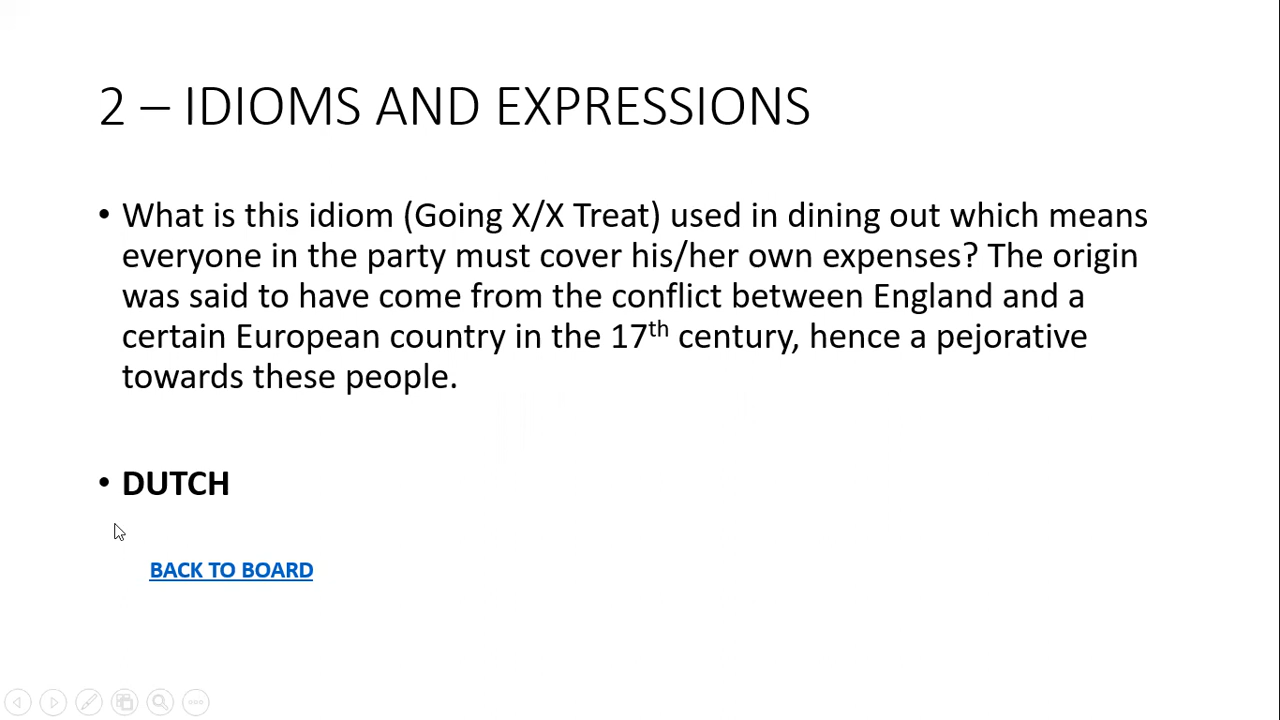 2 – IDIOMS AND EXPRESSIONS
• What is this idiom (Going X/X Treat) used in dining out which means
everyone in the party must cover his/her own expenses? The origin
was said to have come from the conflict between England and a
certain European country in the 17th century, hence a pejorative
towards these people.
• DUTCH
BACK TO BOARD